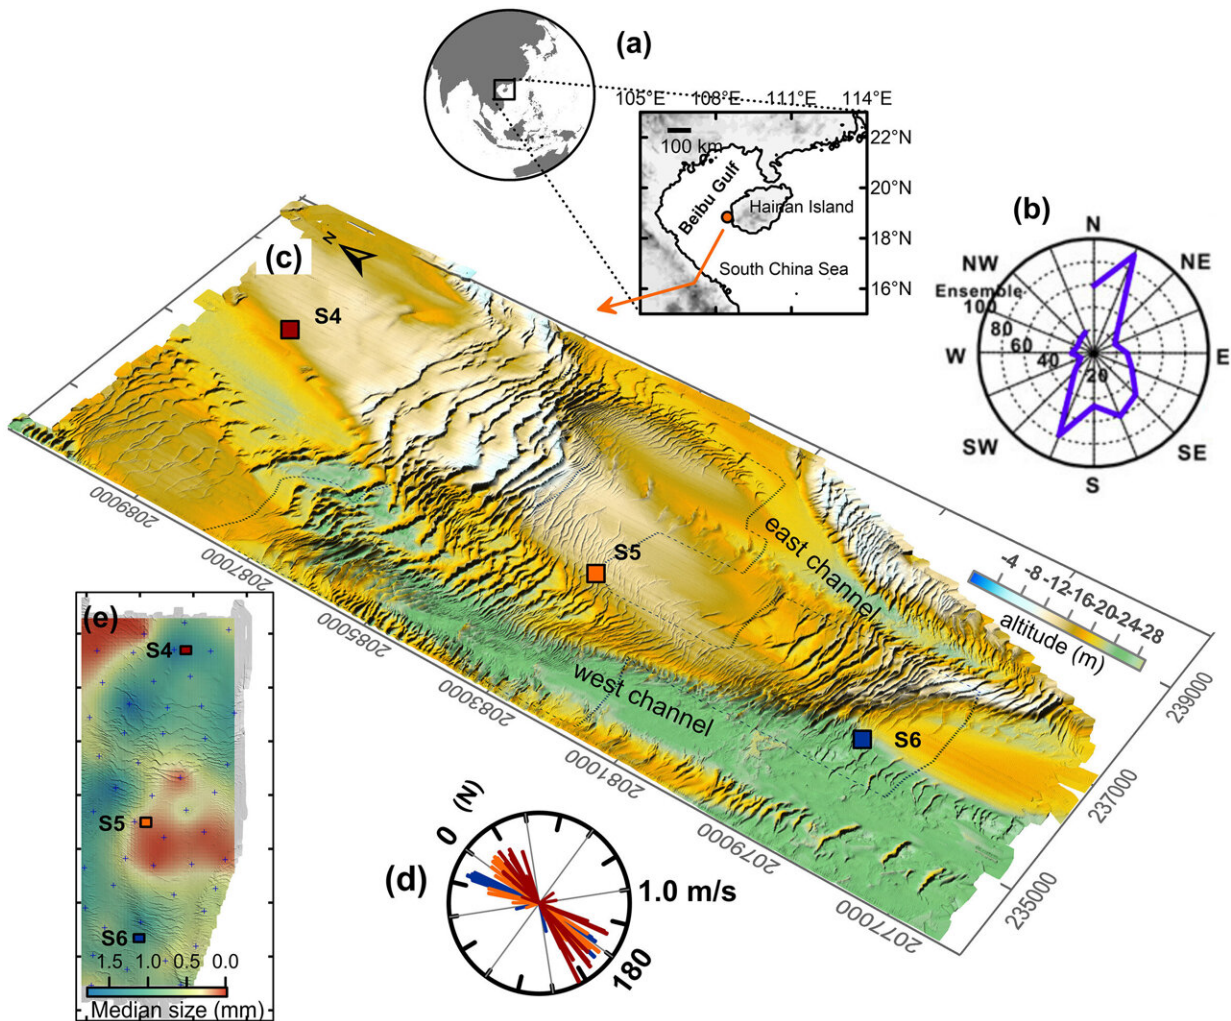 (a)
105°E 108°E 111°E 114°E
100 km
22°N
20°N
18°N
16°N
Beibu Gulf
Hainan Island
South China Sea
(b)
N
NE
E
SE
S
SW
W
NW
Ensemble
100
80
60
40
20
(c)
N
S4
S5
S6
east channel
west channel
-4 -8 -12 -16 -20 -24 -28
altitude (m)
2089000
2087000
2085000
2083000
2081000
2079000
2077000
239000
237000
235000
(d)
0 (N)
1.0 m/s
180
(e)
S4
S5
S6
1.5 1.0 0.0
Median size (mm)